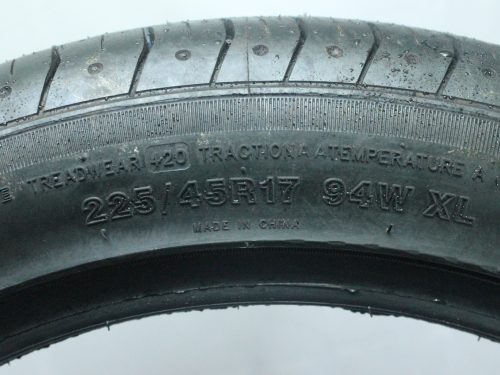 TREADWEAR 420 TRACTION A A TEMPERATURE A
225/45R17 94W XL
MADE IN CHINA